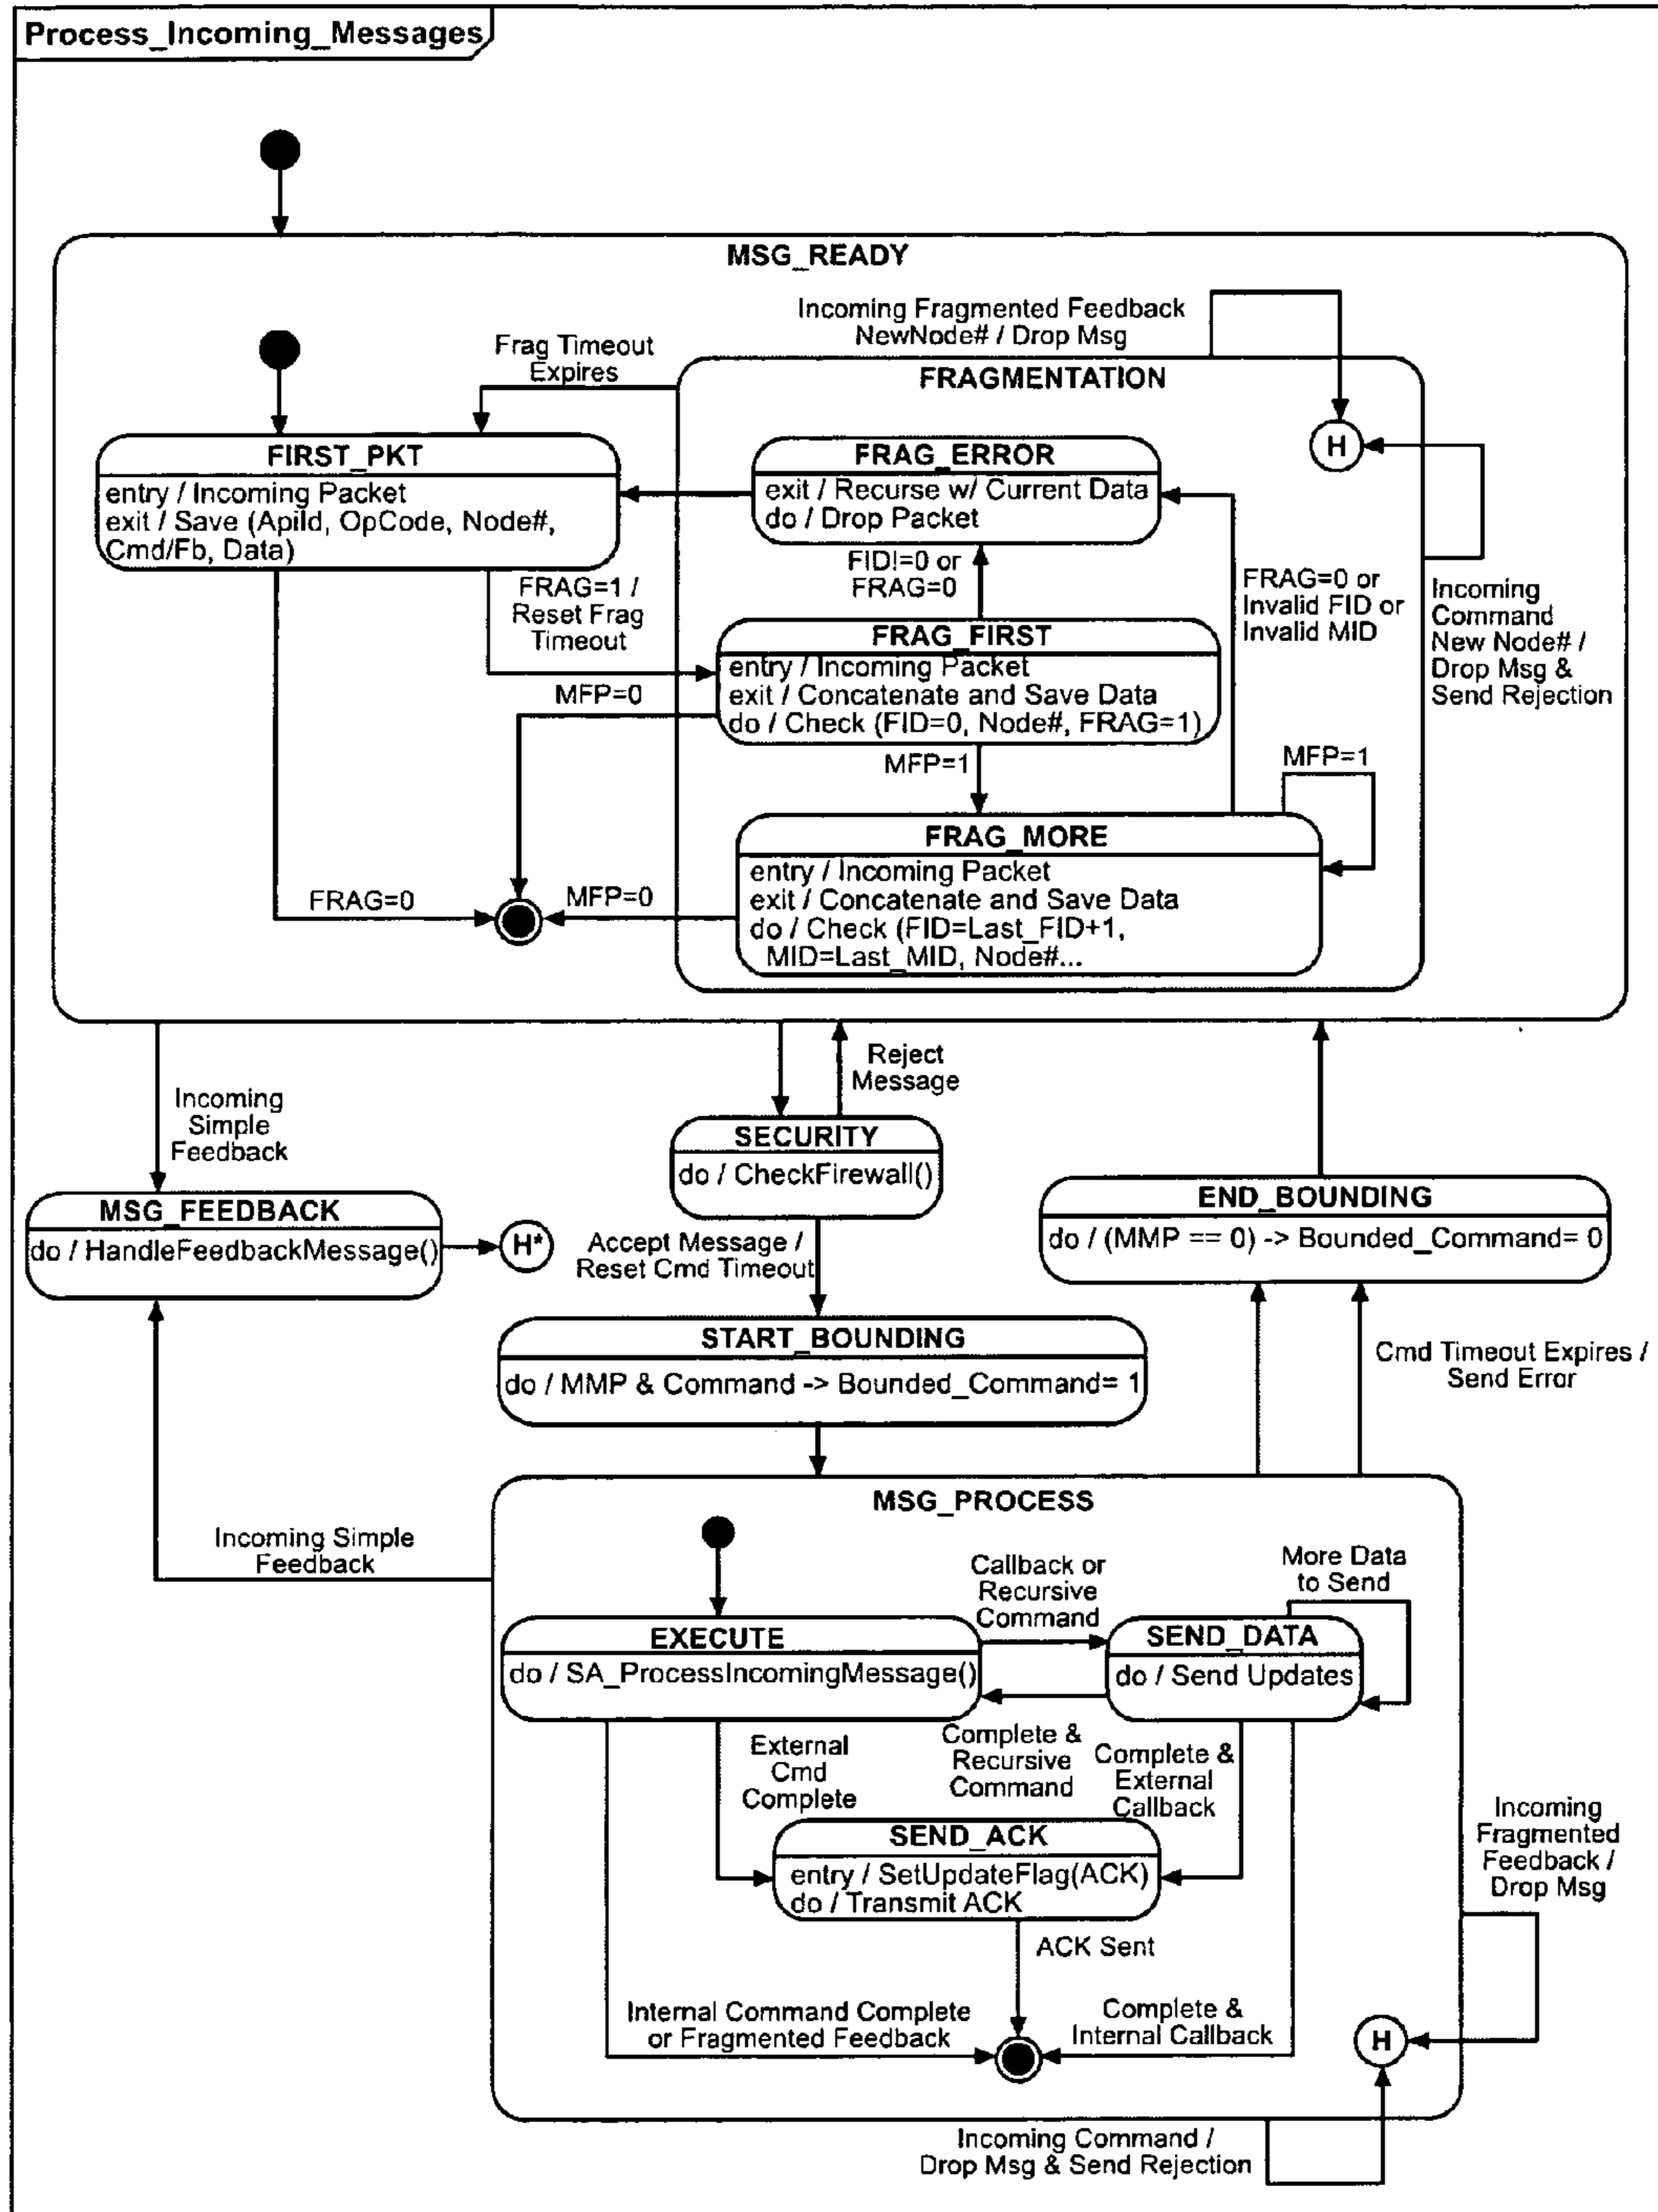 Process_Incoming_Messages
MSG_READY
Incoming Fragmented Feedback
NewNode# / Drop Msg
Frag Timeout
Expires
FRAGMENTATION
H
FIRST_PKT
entry / Incoming Packet
exit / Save (ApiId, OpCode, Node#,
Cmd/Fb, Data)
FRAG_ERROR
exit / Recurse w/ Current Data
do / Drop Packet
FID!=0 or
FRAG=0
FRAG=0 or
Invalid FID or
Invalid MID
Incoming
Command
New Node# /
Drop Msg &
Send Rejection
FRAG=1 /
Reset Frag
Timeout
FRAG_FIRST
entry / Incoming Packet
exit / Concatenate and Save Data
do / Check (FID=0, Node#, FRAG=1)
MFP=0
MFP=1
MFP=1
FRAG_MORE
entry / Incoming Packet
exit / Concatenate and Save Data
do / Check (FID=Last_FID+1,
MID=Last_MID, Node#...
FRAG=0
MFP=0
Reject
Message
Incoming
Simple
Feedback
SECURITY
do / CheckFirewall()
MSG_FEEDBACK
do / HandleFeedbackMessage()
H*
Accept Message /
Reset Cmd Timeout
END_BOUNDING
do / (MMP == 0) -> Bounded_Command= 0
START_BOUNDING
do / MMP & Command -> Bounded_Command= 1
Cmd Timeout Expires /
Send Error
MSG_PROCESS
Incoming Simple
Feedback
Callback or
Recursive
Command
More Data
to Send
EXECUTE
do / SA_ProcessIncomingMessage()
SEND_DATA
do / Send Updates
External
Cmd
Complete
Complete &
Recursive
Command
Complete &
External
Callback
SEND_ACK
entry / SetUpdateFlag(ACK)
do / Transmit ACK
Incoming
Fragmented
Feedback /
Drop Msg
ACK Sent
Internal Command Complete
or Fragmented Feedback
Complete &
Internal Callback
H
Incoming Command /
Drop Msg & Send Rejection